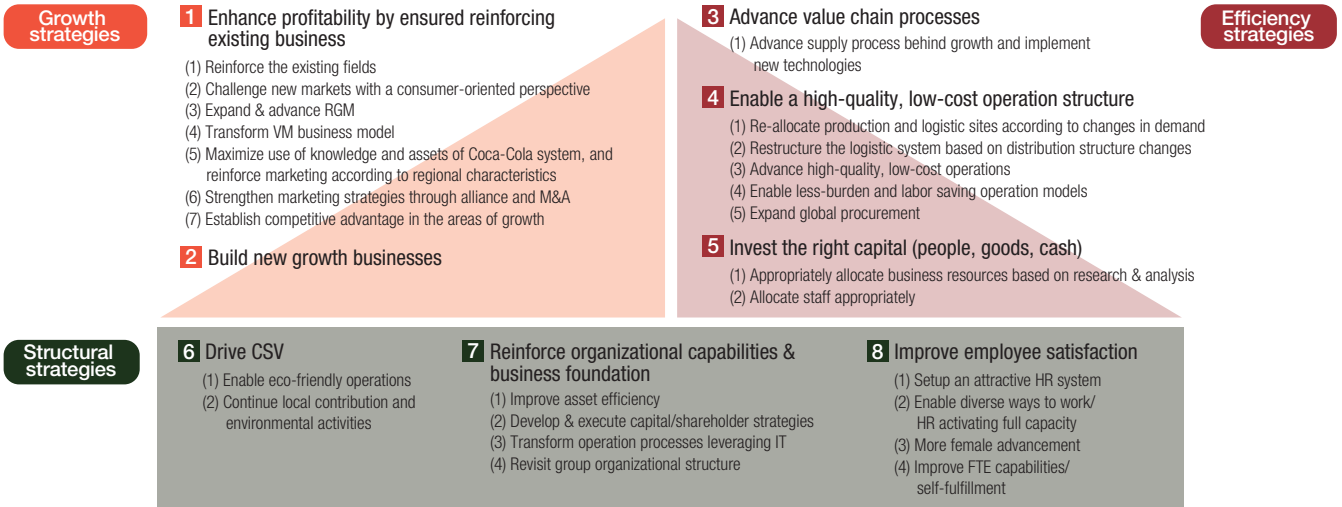 Growth
strategies
1 Enhance profitability by ensured reinforcing
existing business
(1) Reinforce the existing fields
(2) Challenge new markets with a consumer-oriented perspective
(3) Expand & advance RGM
(4) Transform VM business model
(5) Maximize use of knowledge and assets of Coca-Cola system, and
reinforce marketing according to regional characteristics
(6) Strengthen marketing strategies through alliance and M&A
(7) Establish competitive advantage in the areas of growth
2 Build new growth businesses
Efficiency
strategies
3 Advance value chain processes
(1) Advance supply process behind growth and implement
new technologies
4 Enable a high-quality, low-cost operation structure
(1) Re-allocate production and logistic sites according to changes in demand
(2) Restructure the logistic system based on distribution structure changes
(3) Advance high-quality, low-cost operations
(4) Enable less-burden and labor saving operation models
(5) Expand global procurement
5 Invest the right capital (people, goods, cash)
(1) Appropriately allocate business resources based on research & analysis
(2) Allocate staff appropriately
Structural
strategies
6 Drive CSV
(1) Enable eco-friendly operations
(2) Continue local contribution and
environmental activities
7 Reinforce organizational capabilities &
business foundation
(1) Improve asset efficiency
(2) Develop & execute capital/shareholder strategies
(3) Transform operation processes leveraging IT
(4) Revisit group organizational structure
8 Improve employee satisfaction
(1) Setup an attractive HR system
(2) Enable diverse ways to work/
HR activating full capacity
(3) More female advancement
(4) Improve FTE capabilities/
self-fulfillment